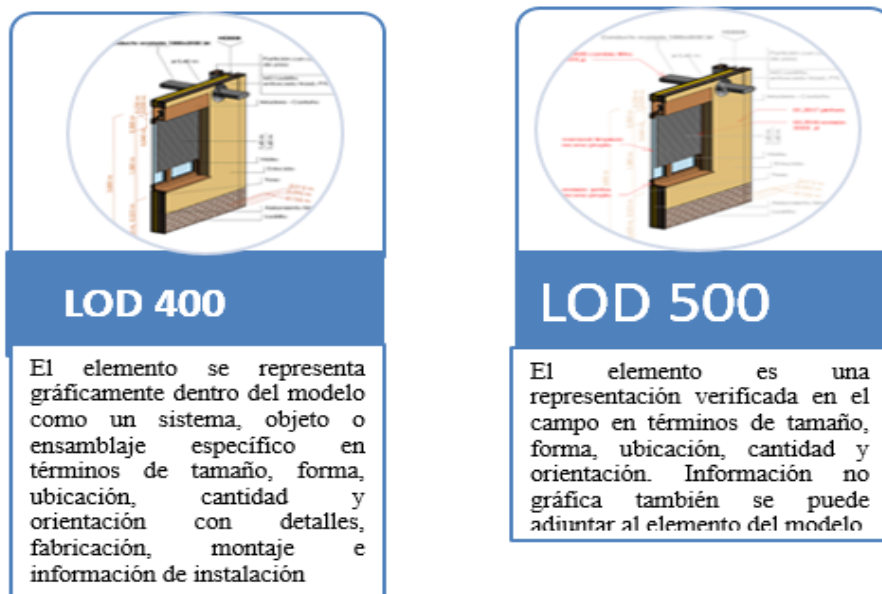 LOD 400
El elemento se representa
gráficamente dentro del modelo
como un sistema, objeto o
ensamblaje específico en
términos de tamaño, forma,
ubicación, cantidad y
orientación con detalles,
fabricación, montaje e
información de instalación
LOD 500
El elemento es una
representación verificada en el
campo en términos de tamaño,
forma, ubicación, cantidad y
orientación. Información no
gráfica también se puede
adjuntar al elemento del modelo